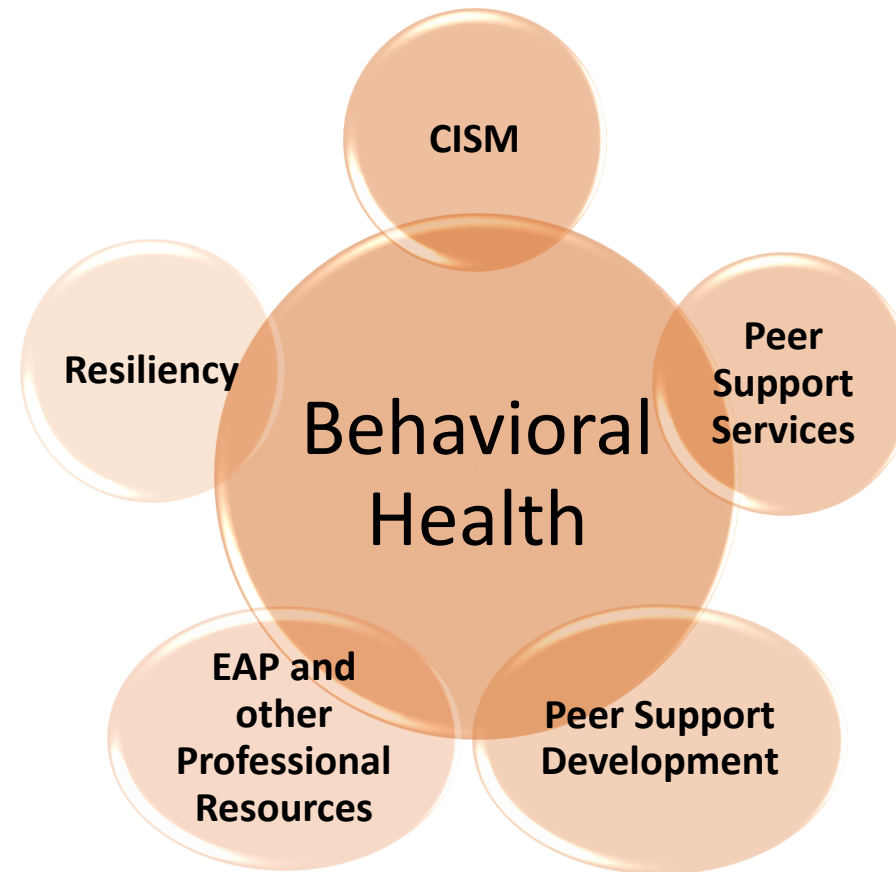 CISM
Resiliency
Peer
Support
Services
Behavioral
Health
EAP and
other
Professional
Resources
Peer Support
Development